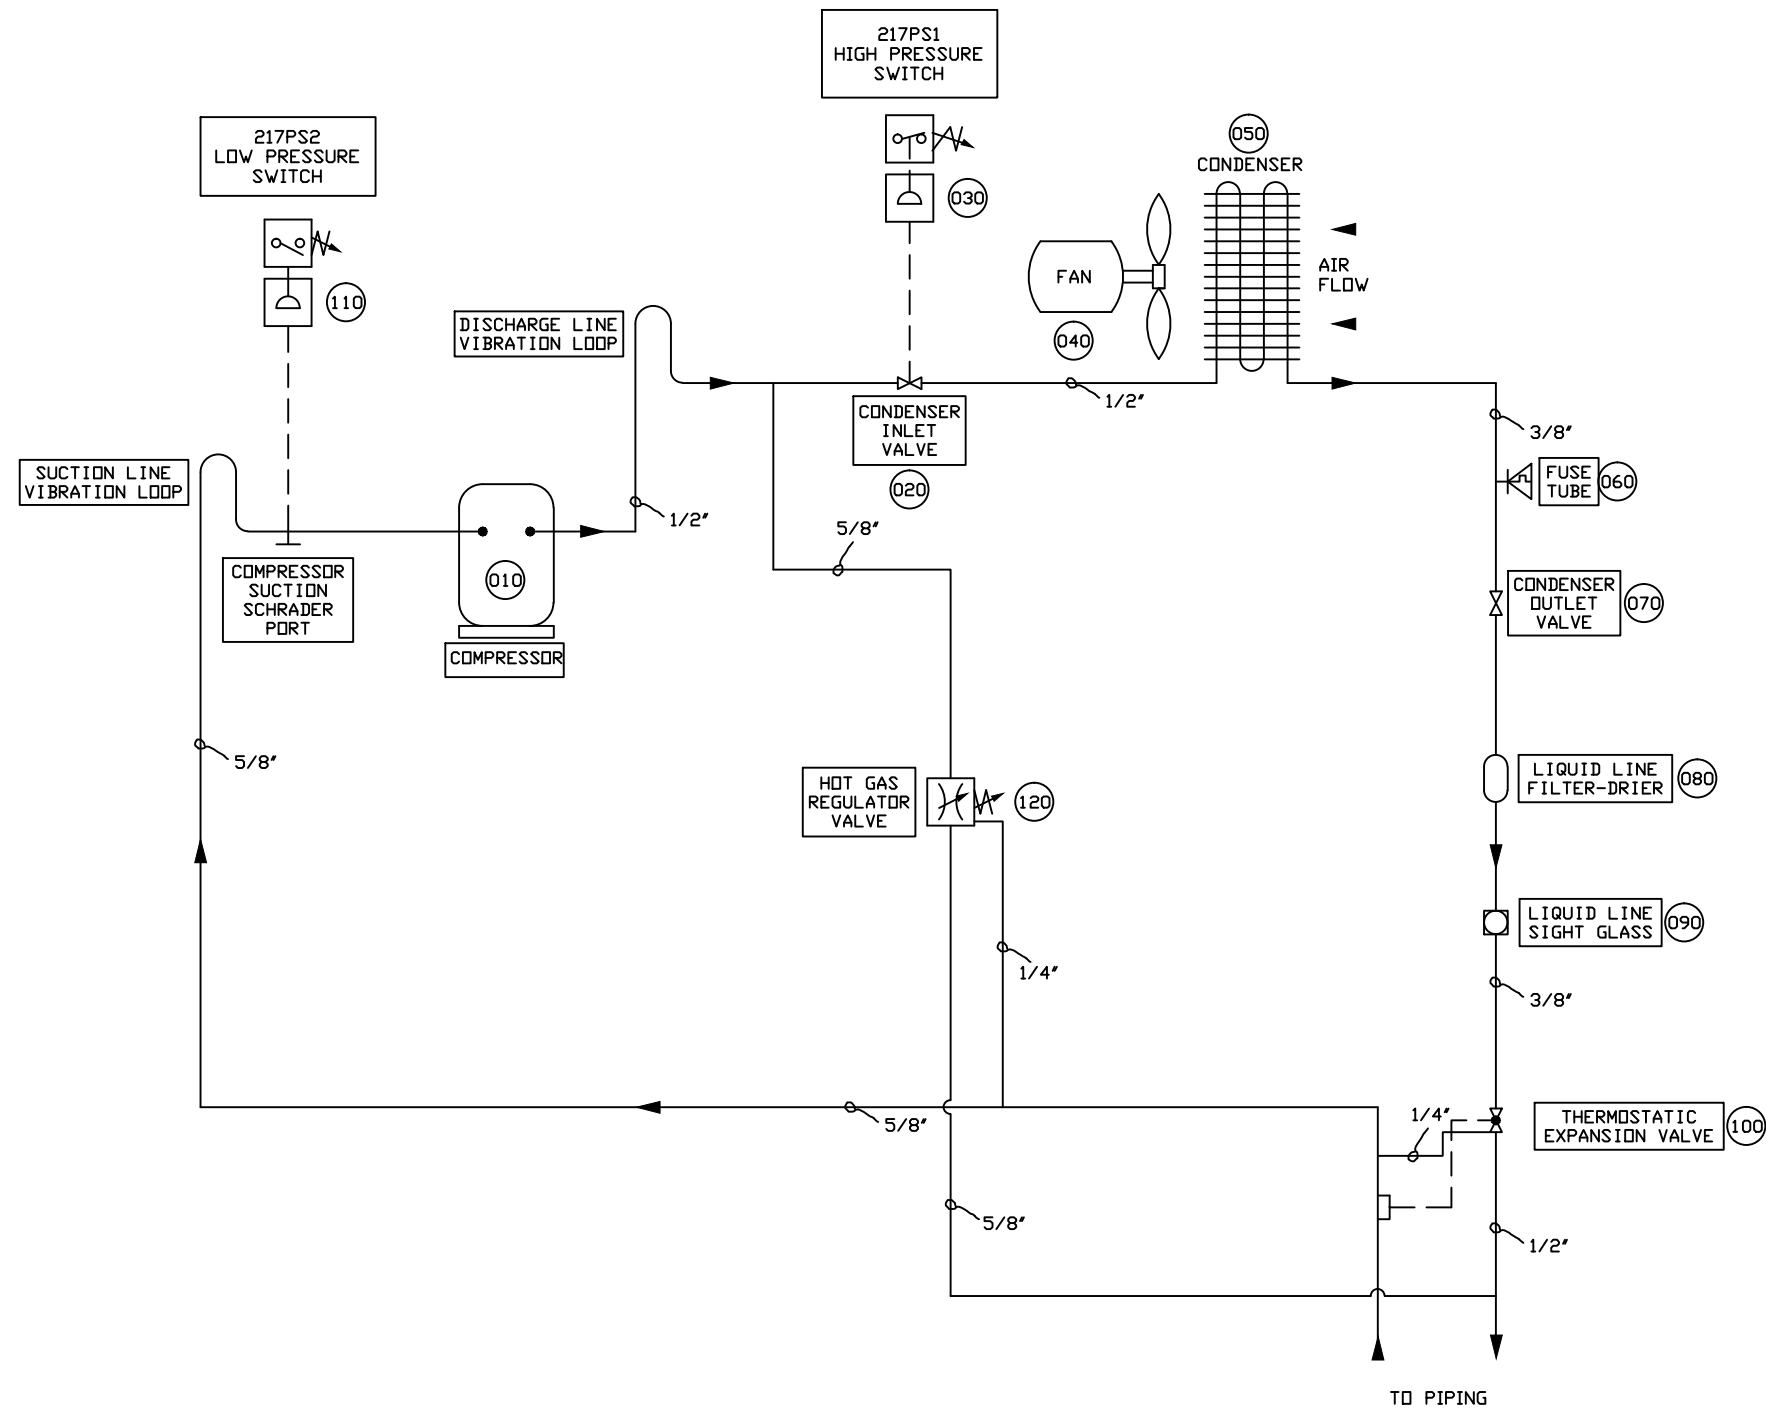 217PS1
HIGH PRESSURE
SWITCH
217PS2
LOW PRESSURE
SWITCH
050
CONDENSER
030
110
AIR
FLOW
FAN
040
DISCHARGE LINE
VIBRATION LOOP
1/2"
CONDENSER
INLET
VALVE
020
3/8"
FUSE
TUBE
060
SUCTION LINE
VIBRATION LOOP
1/2"
5/8"
COMPRESSOR
SUCTION
SCHRADER
PORT
010
COMPRESSOR
CONDENSER
OUTLET
VALVE
070
5/8"
HOT GAS
REGULATOR
VALVE
120
LIQUID LINE
FILTER-DRIER
080
LIQUID LINE
SIGHT GLASS
090
1/4"
3/8"
5/8"
1/4"
THERMOSTATIC
EXPANSION VALVE
100
5/8"
1/2"
TO PIPING